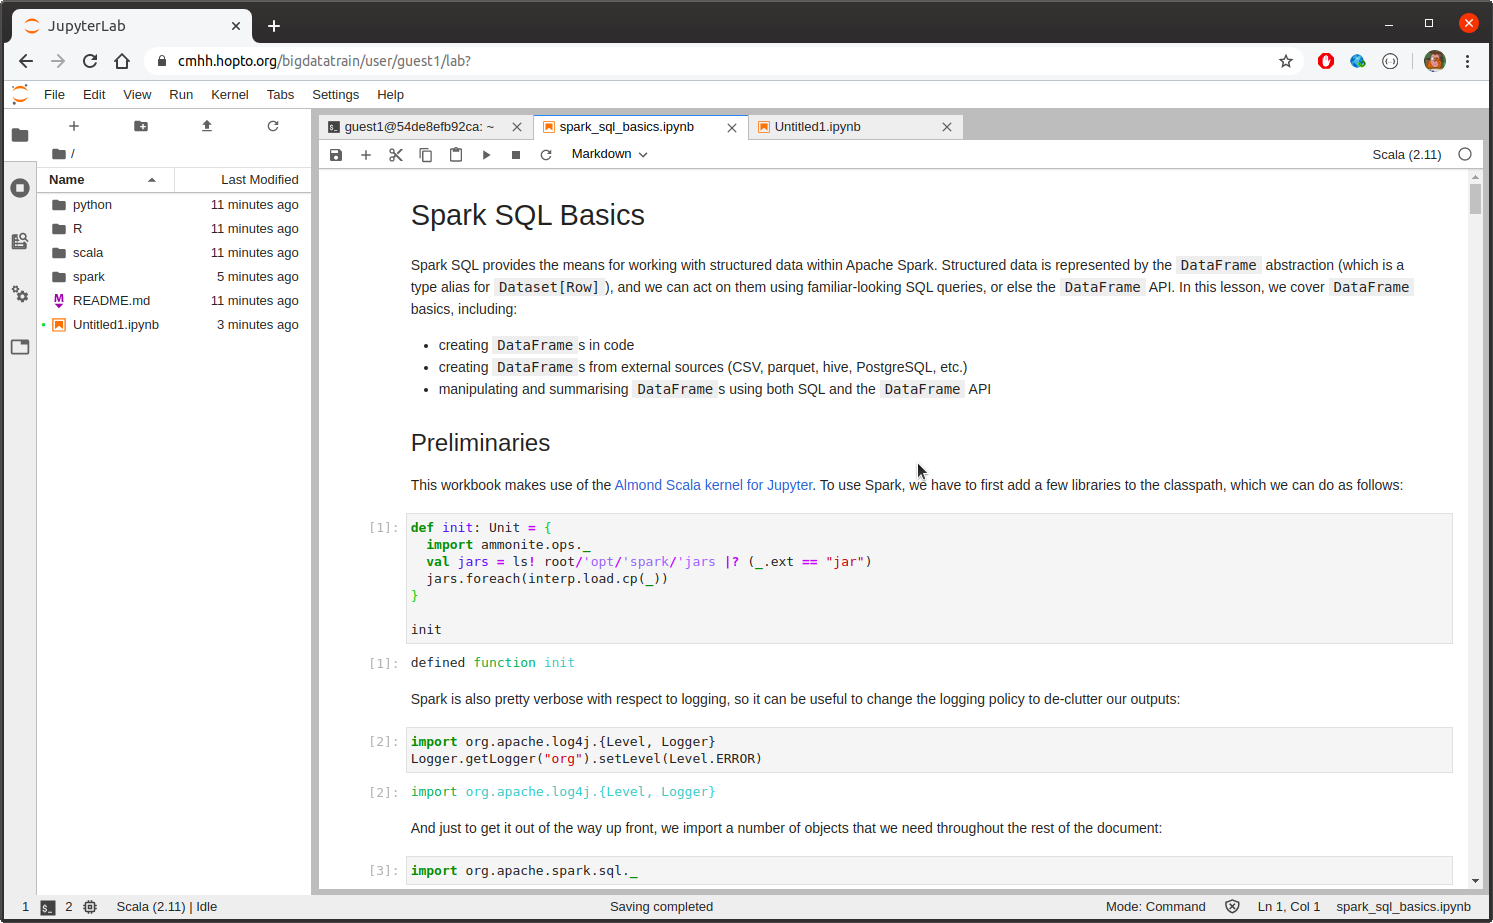 JupyterLab
cmhh.hopto.org/bigdatatrain/user/guest1/lab?
File Edit View Run Kernel Tabs Settings Help
guest1@54de8efb92ca: ~
spark_sql_basics.ipynb
Untitled1.ipynb
/
Markdown
Scala (2.11)
Name Last Modified
python 11 minutes ago
R 11 minutes ago
scala 11 minutes ago
spark 5 minutes ago
README.md 11 minutes ago
Untitled1.ipynb 3 minutes ago
Spark SQL Basics
Spark SQL provides the means for working with structured data within Apache Spark. Structured data is represented by the DataFrame abstraction (which is a
type alias for Dataset[Row] ), and we can act on them using familiar-looking SQL queries, or else the DataFrame API. In this lesson, we cover DataFrame
basics, including:
• creating DataFrame s in code
• creating DataFrame s from external sources (CSV, parquet, hive, PostgreSQL, etc.)
• manipulating and summarising DataFrame s using both SQL and the DataFrame API
Preliminaries
This workbook makes use of the Almond Scala kernel for Jupyter. To use Spark, we have to first add a few libraries to the classpath, which we can do as follows:
[1]: def init: Unit = {
import ammonite.ops._
val jars = ls! root/'opt/'spark/'jars |? (_.ext == "jar")
jars.foreach(interp.load.cp(_))
}
init
[1]: defined function init
Spark is also pretty verbose with respect to logging, so it can be useful to change the logging policy to de-clutter our outputs:
[2]: import org.apache.log4j.{Level, Logger}
Logger.getLogger("org").setLevel(Level.ERROR)
[2]: import org.apache.log4j.{Level, Logger}
And just to get it out of the way up front, we import a number of objects that we need throughout the rest of the document:
[3]: import org.apache.spark.sql._
1 $_ 2 Scala (2.11) | Idle Saving completed Mode: Command Ln 1, Col 1 spark_sql_basics.ipynb